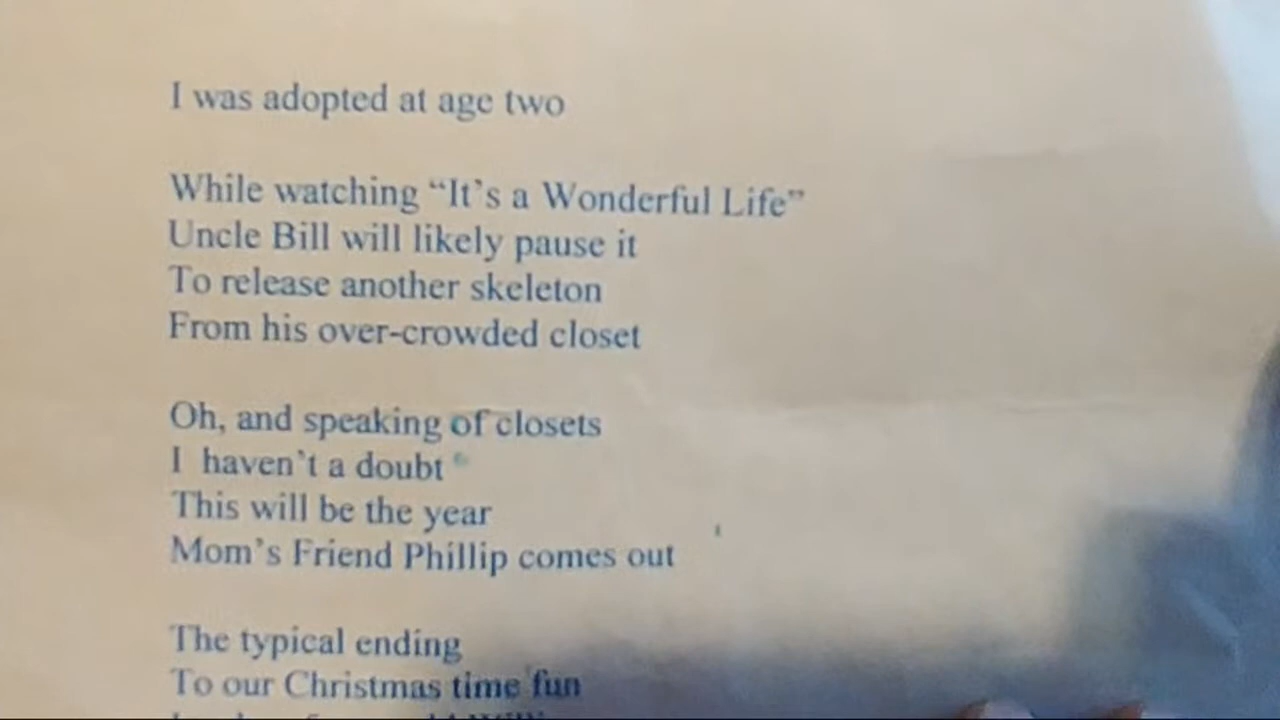 I was adopted at age two
While watching “It’s a Wonderful Life”
Uncle Bill will likely pause it
To release another skeleton
From his over-crowded closet
Oh, and speaking of closets
I haven’t a doubt
This will be the year
Mom’s Friend Phillip comes out
The typical ending
To our Christmas time fun